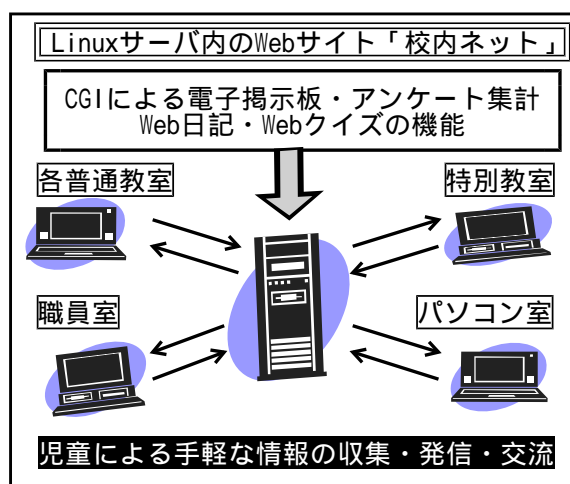 Linuxサーバ内のWebサイト「校内ネット」
CGIによる電子掲示板・アンケート集計
Web日記・Webクイズの機能
各普通教室
特別教室
職員室
パソコン室
児童による手軽な情報の収集・発信・交流